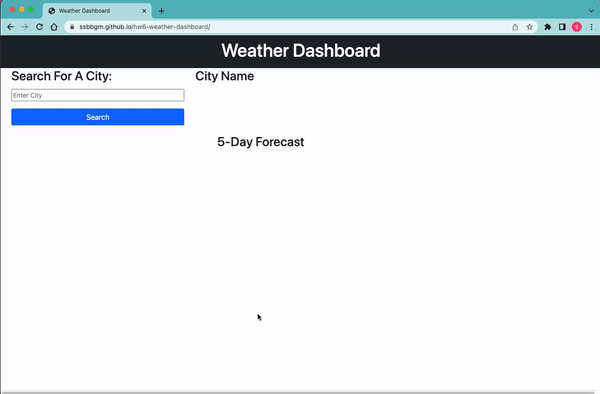 Weather Dashboard
ssbbgm.github.io/hw6-weather-dashboard/
S
Weather Dashboard
Search For A City:
City Name
Enter City
Search
5-Day Forecast